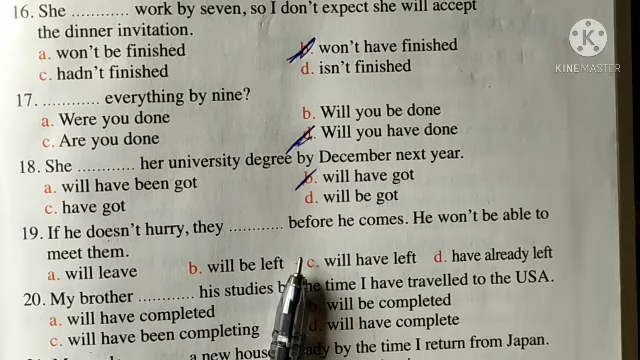 16. She ............ work by seven, so I don't expect she will accept
the dinner invitation.
a. won't be finished b. won't have finished
c. hadn't finished d. isn't finished
17. ............ everything by nine?
a. Were you done b. Will you be done
c. Are you done d. Will you have done
18. She ............ her university degree by December next year.
a. will have been got b. will have got
c. have got d. will be got
19. If he doesn't hurry, they ............ before he comes. He won't be able to
meet them.
a. will leave b. will be left c. will have left d. have already left
20. My brother ............ his studies by the time I have travelled to the USA.
a. will have completed b. will be completed
c. will have been completing d. will have complete
a new house ready by the time I return from Japan.
KINEMASTER